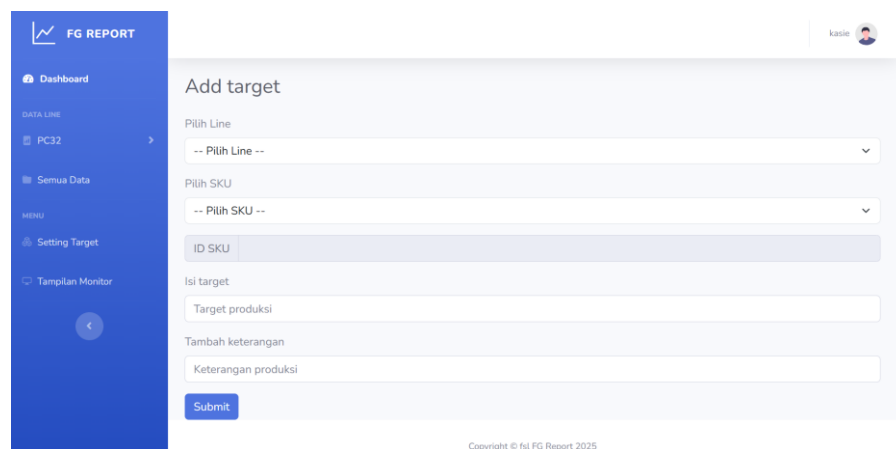 FG REPORT
kasie
Dashboard
DATA LINE
PC32
Semua Data
MENU
Setting Target
Tampilan Monitor
Add target
Pilih Line
-- Pilih Line --
Pilih SKU
-- Pilih SKU --
ID SKU
Isi target
Target produksi
Tambah keterangan
Keterangan produksi
Submit
Copyright © fsl FG Report 2025